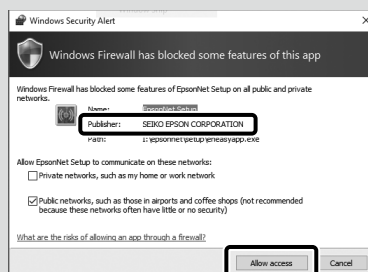 Windows Security Alert
Windows Firewall has blocked some features of this app
Windows Firewall has blocked some features of EpsonNet Setup on all public and private
networks.
Name: EpsonNet Setup
Publisher: SEIKO EPSON CORPORATION
Path: I:\epsonnet\setup\eneasyapp.exe
Allow EpsonNet Setup to communicate on these networks:
Private networks, such as my home or work network
Public networks, such as those in airports and coffee shops (not recommended
because these networks often have little or no security)
What are the risks of allowing an app through a firewall?
Allow access Cancel